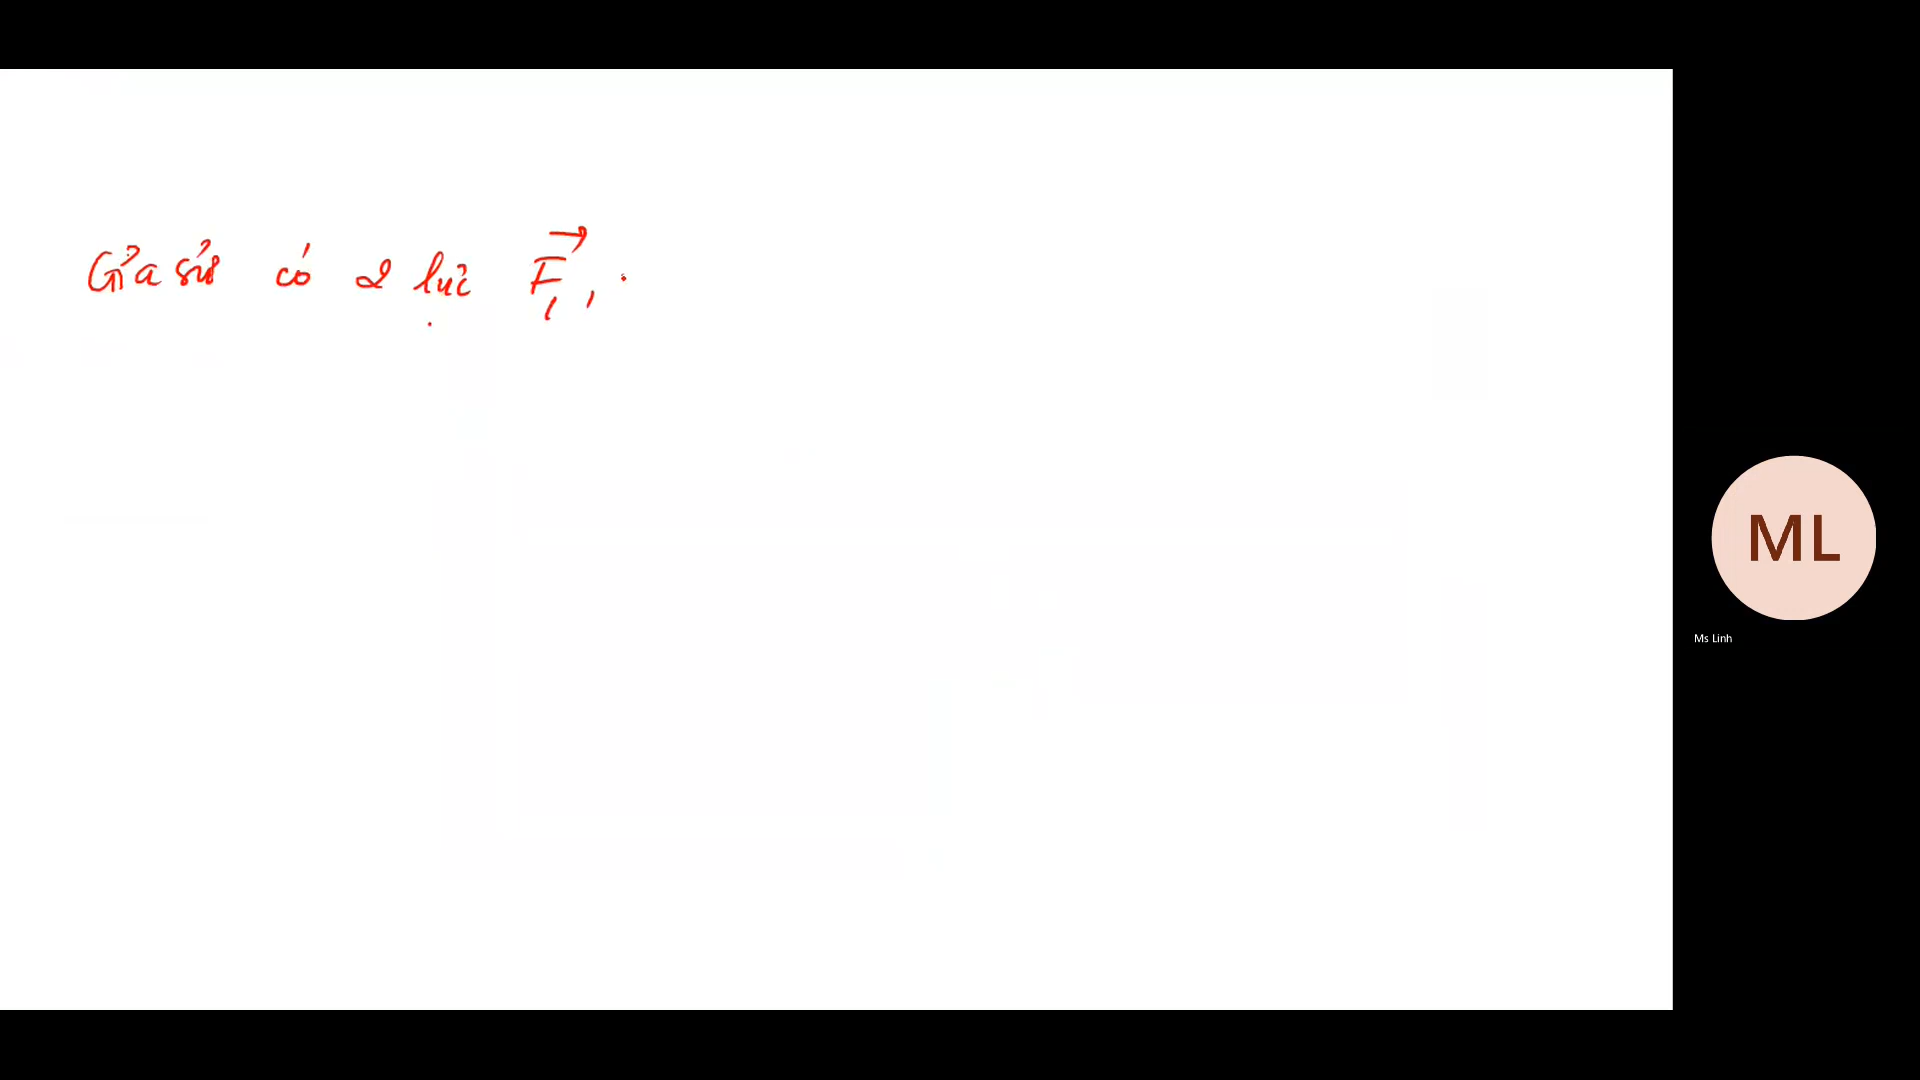 Giả sử có 2 lực F⃗₁,
ML
Ms Linh